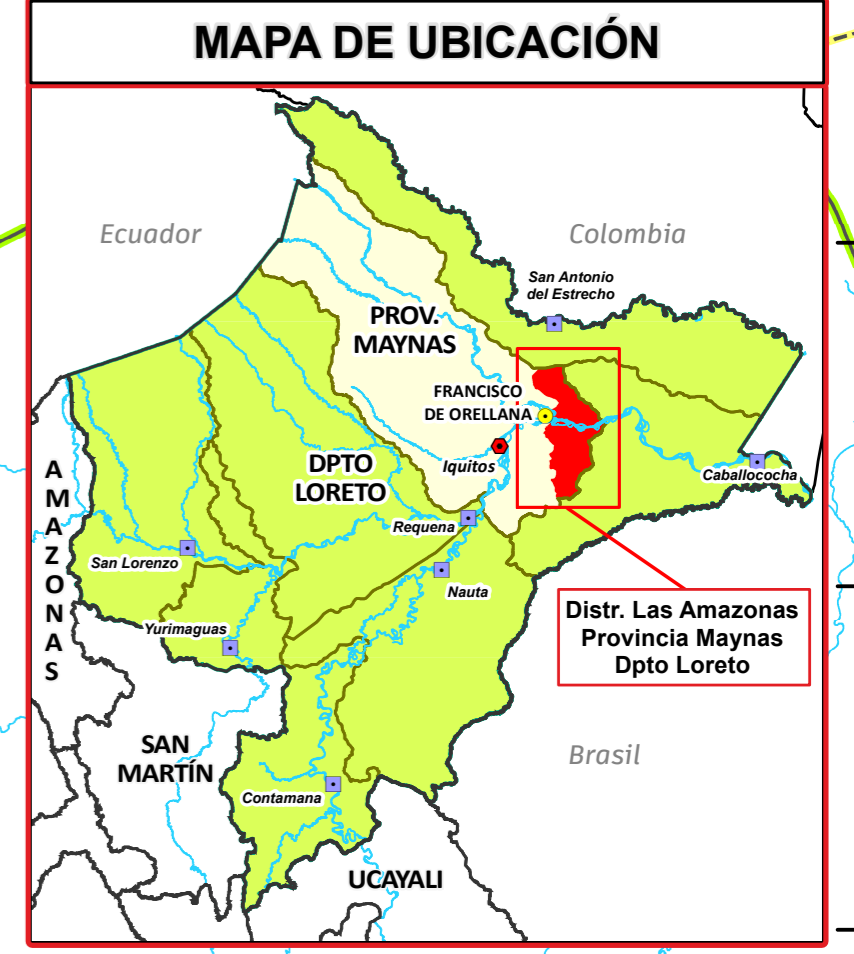 MAPA DE UBICACIÓN
Ecuador
Colombia
San Antonio
del Estrecho
PROV.
MAYNAS
FRANCISCO
DE ORELLANA
Iquitos
DPTO
LORETO
Caballococha
AMAZONAS
Requena
San Lorenzo
Nauta
Distr. Las Amazonas
Provincia Maynas
Dpto Loreto
Yurimaguas
SAN
MARTÍN
Brasil
Contamana
UCAYALI